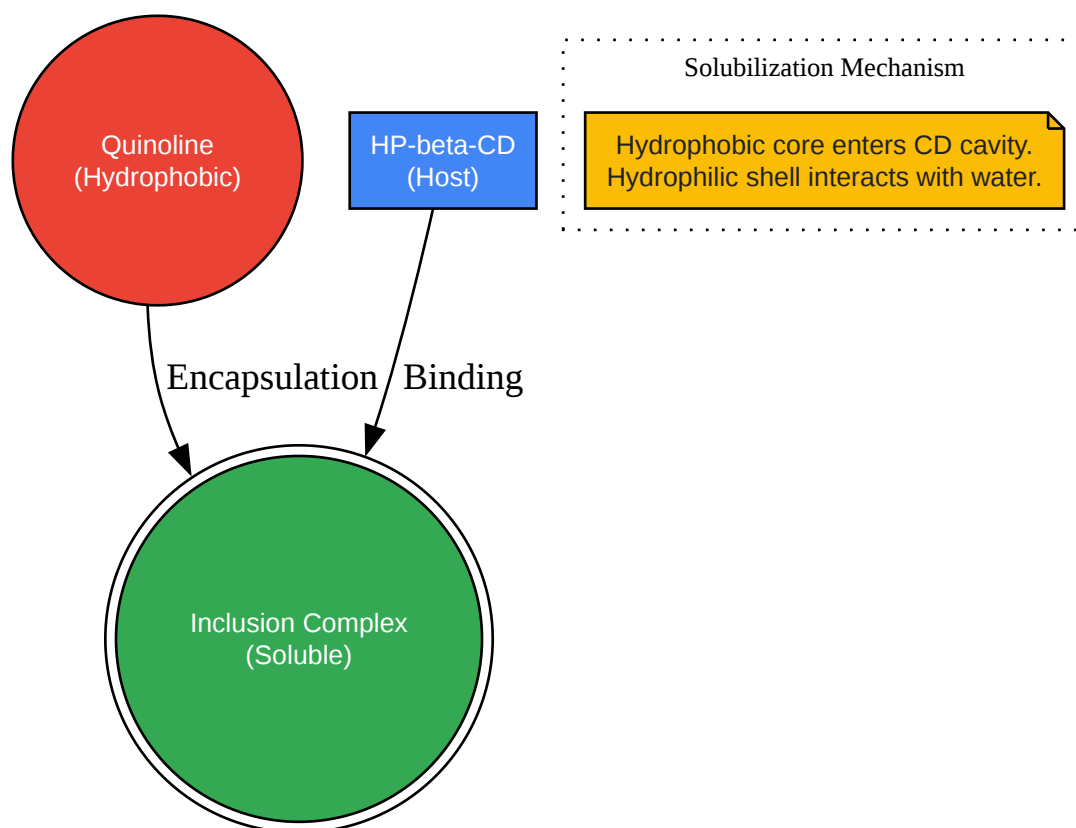 Quinoline
(Hydrophobic)
HP-beta-CD
(Host)
Solubilization Mechanism
Hydrophobic core enters CD cavity.
Hydrophilic shell interacts with water.
Encapsulation
Binding
Inclusion Complex
(Soluble)